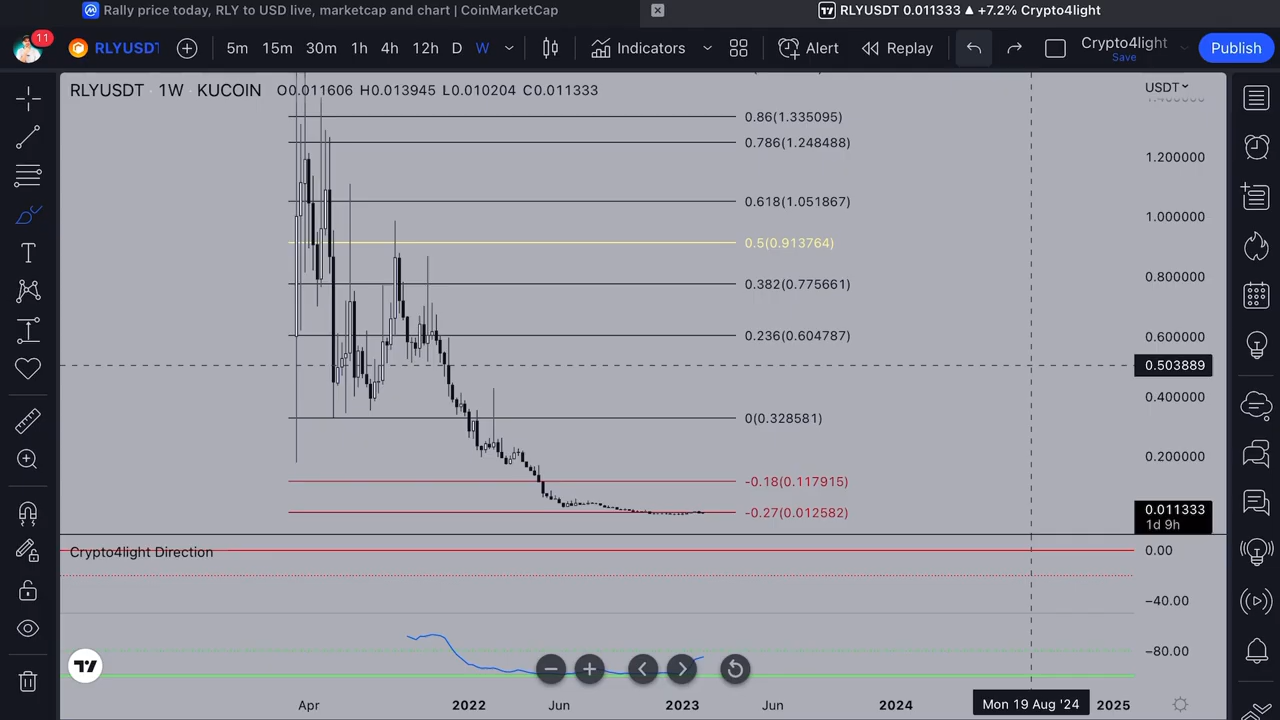 Rally price today, RLY to USD live, marketcap and chart | CoinMarketCap
RLYUSDT 0.011333 ▲ +7.2% Crypto4light
11
RLYUSDT
5m 15m 30m 1h 4h 12h D W
Indicators
Alert
Replay
Crypto4light
Save
Publish
RLYUSDT · 1W · KUCOIN O0.011606 H0.013945 L0.010204 C0.011333
USDT
1.400000
0.86(1.335095)
0.786(1.248488)
1.200000
0.618(1.051867)
1.000000
0.5(0.913764)
0.800000
0.382(0.775661)
0.236(0.604787)
0.600000
0.503889
0.400000
0(0.328581)
0.200000
-0.18(0.117915)
-0.27(0.012582)
0.011333
1d 9h
Crypto4light Direction
0.00
−40.00
−80.00
Apr 2022 Jun 2023 Jun 2024 Mon 19 Aug '24 2025